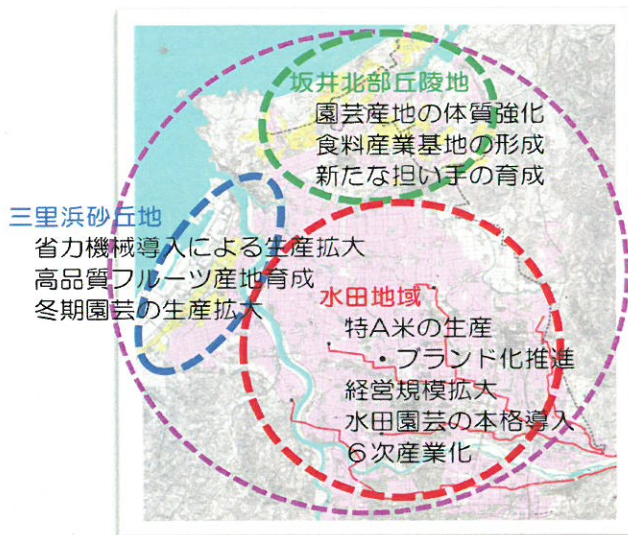 坂井北部丘陵地
園芸産地の体質強化
食料産業基地の形成
新たな担い手の育成
三里浜砂丘地
省力機械導入による生産拡大
高品質フルーツ産地育成
冬期園芸の生産拡大
水田地域
特A米の生産
・ブランド化推進
経営規模拡大
水田園芸の本格導入
６次産業化